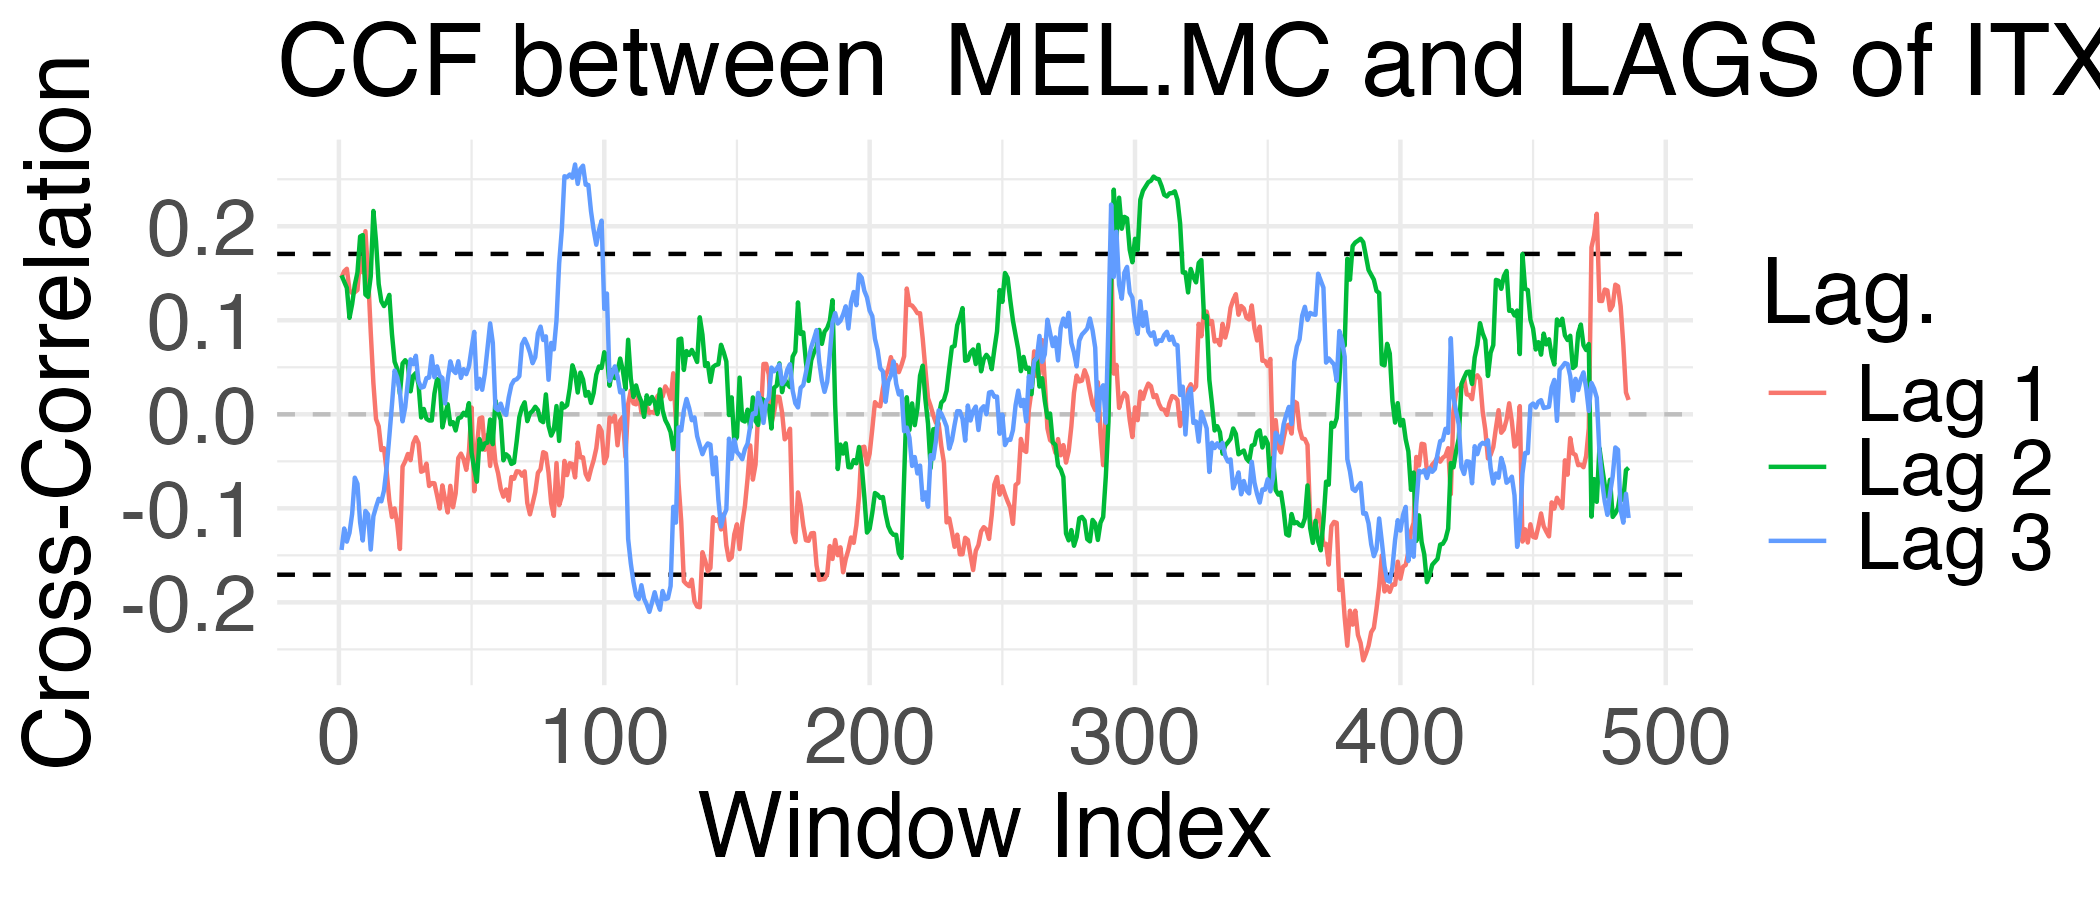 CCF between  MEL.MC and LAGS of ITX
Cross-Correlation
0.2
0.1
0.0
-0.1
-0.2
0 100 200 300 400 500
Window Index
Lag.
Lag 1
Lag 2
Lag 3